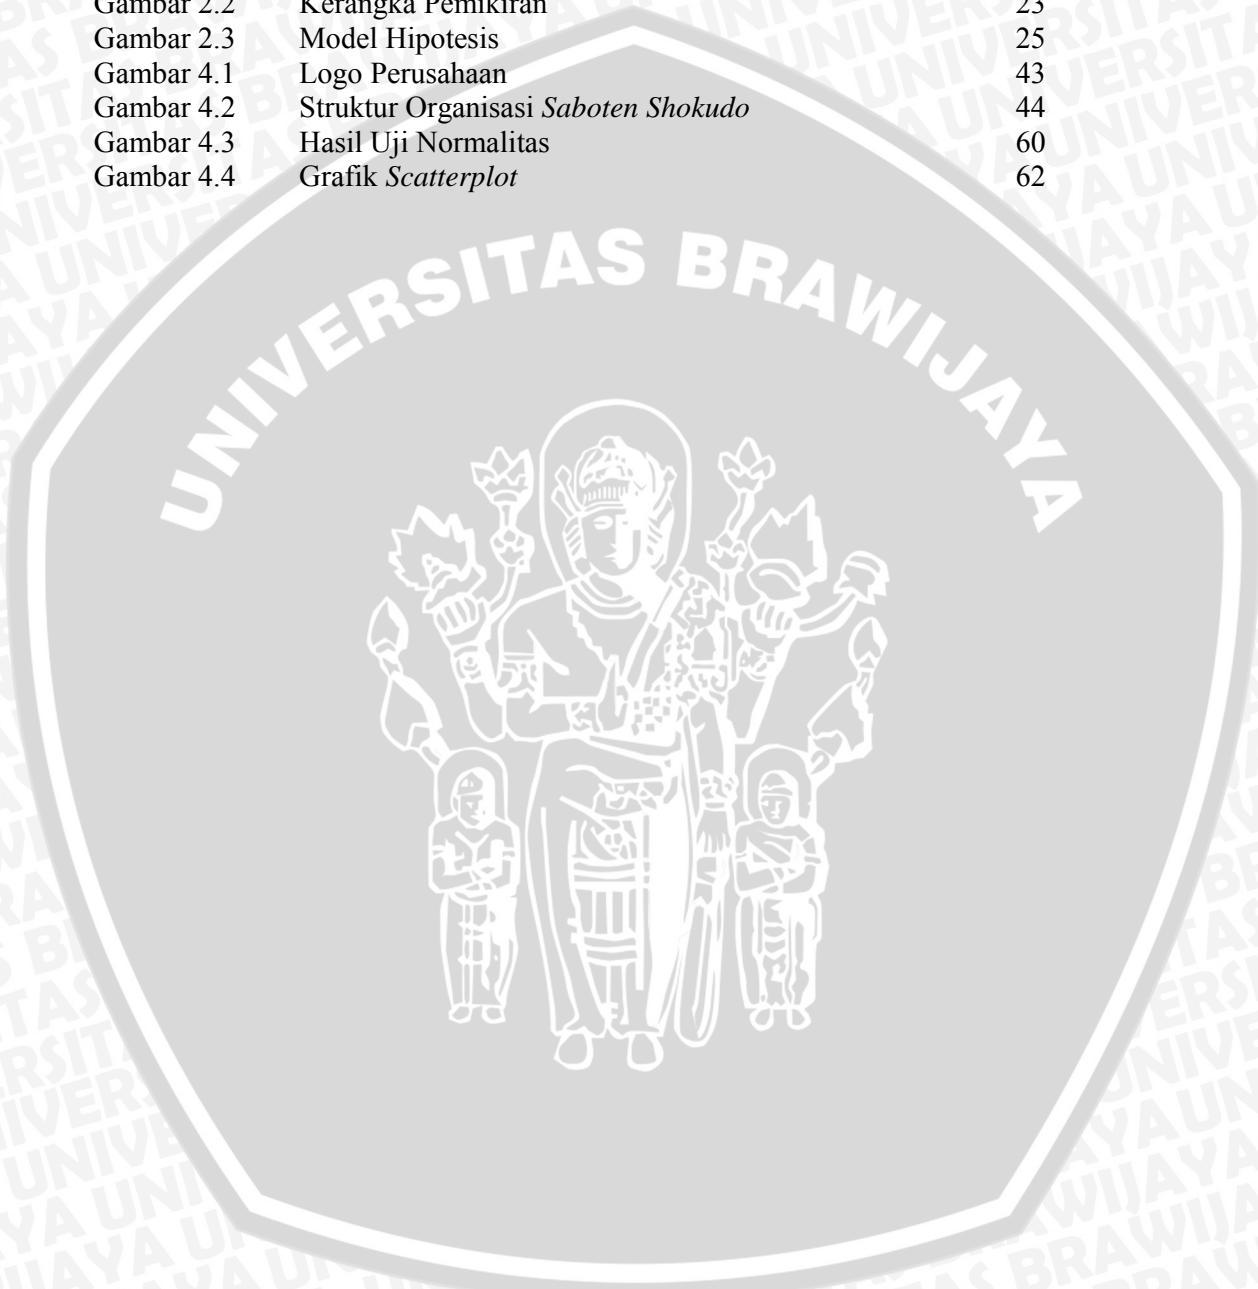 Gambar 2.2 Kerangka Pemikiran 23
Gambar 2.3 Model Hipotesis 25
Gambar 4.1 Logo Perusahaan 43
Gambar 4.2 Struktur Organisasi Saboten Shokudo 44
Gambar 4.3 Hasil Uji Normalitas 60
Gambar 4.4 Grafik Scatterplot 62
UNIVERSITAS BRAWIJAYA